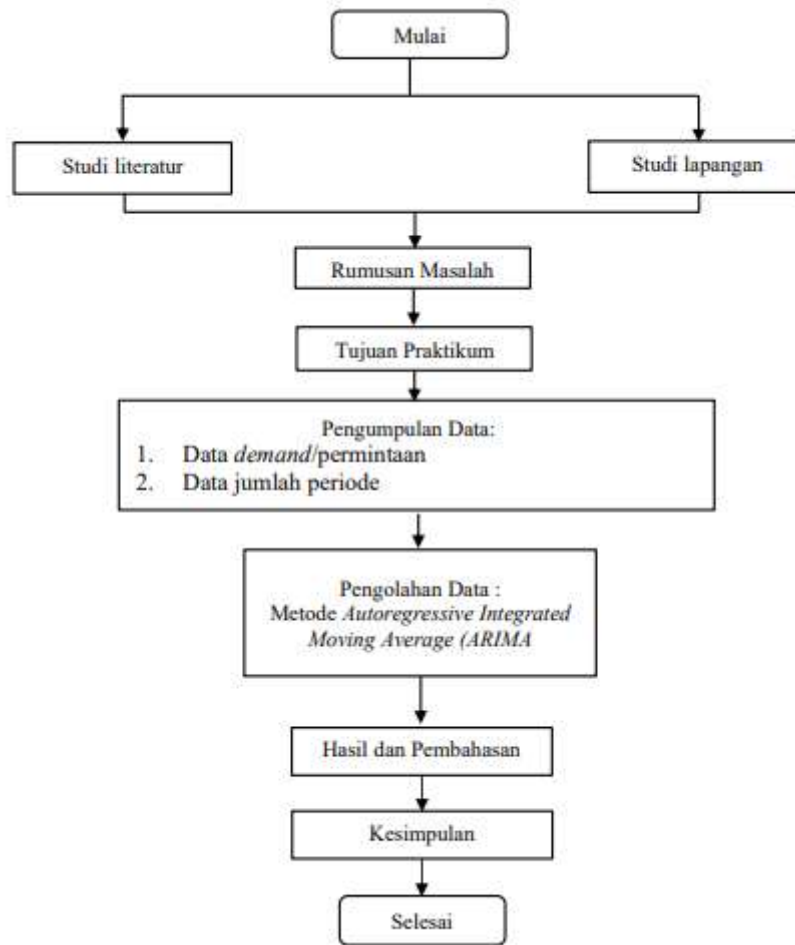 Mulai
Studi literatur
Studi lapangan
Rumusan Masalah
Tujuan Praktikum
Pengumpulan Data:
1. Data demand/permintaan
2. Data jumlah periode
Pengolahan Data :
Metode Autoregressive Integrated
Moving Average (ARIMA
Hasil dan Pembahasan
Kesimpulan
Selesai